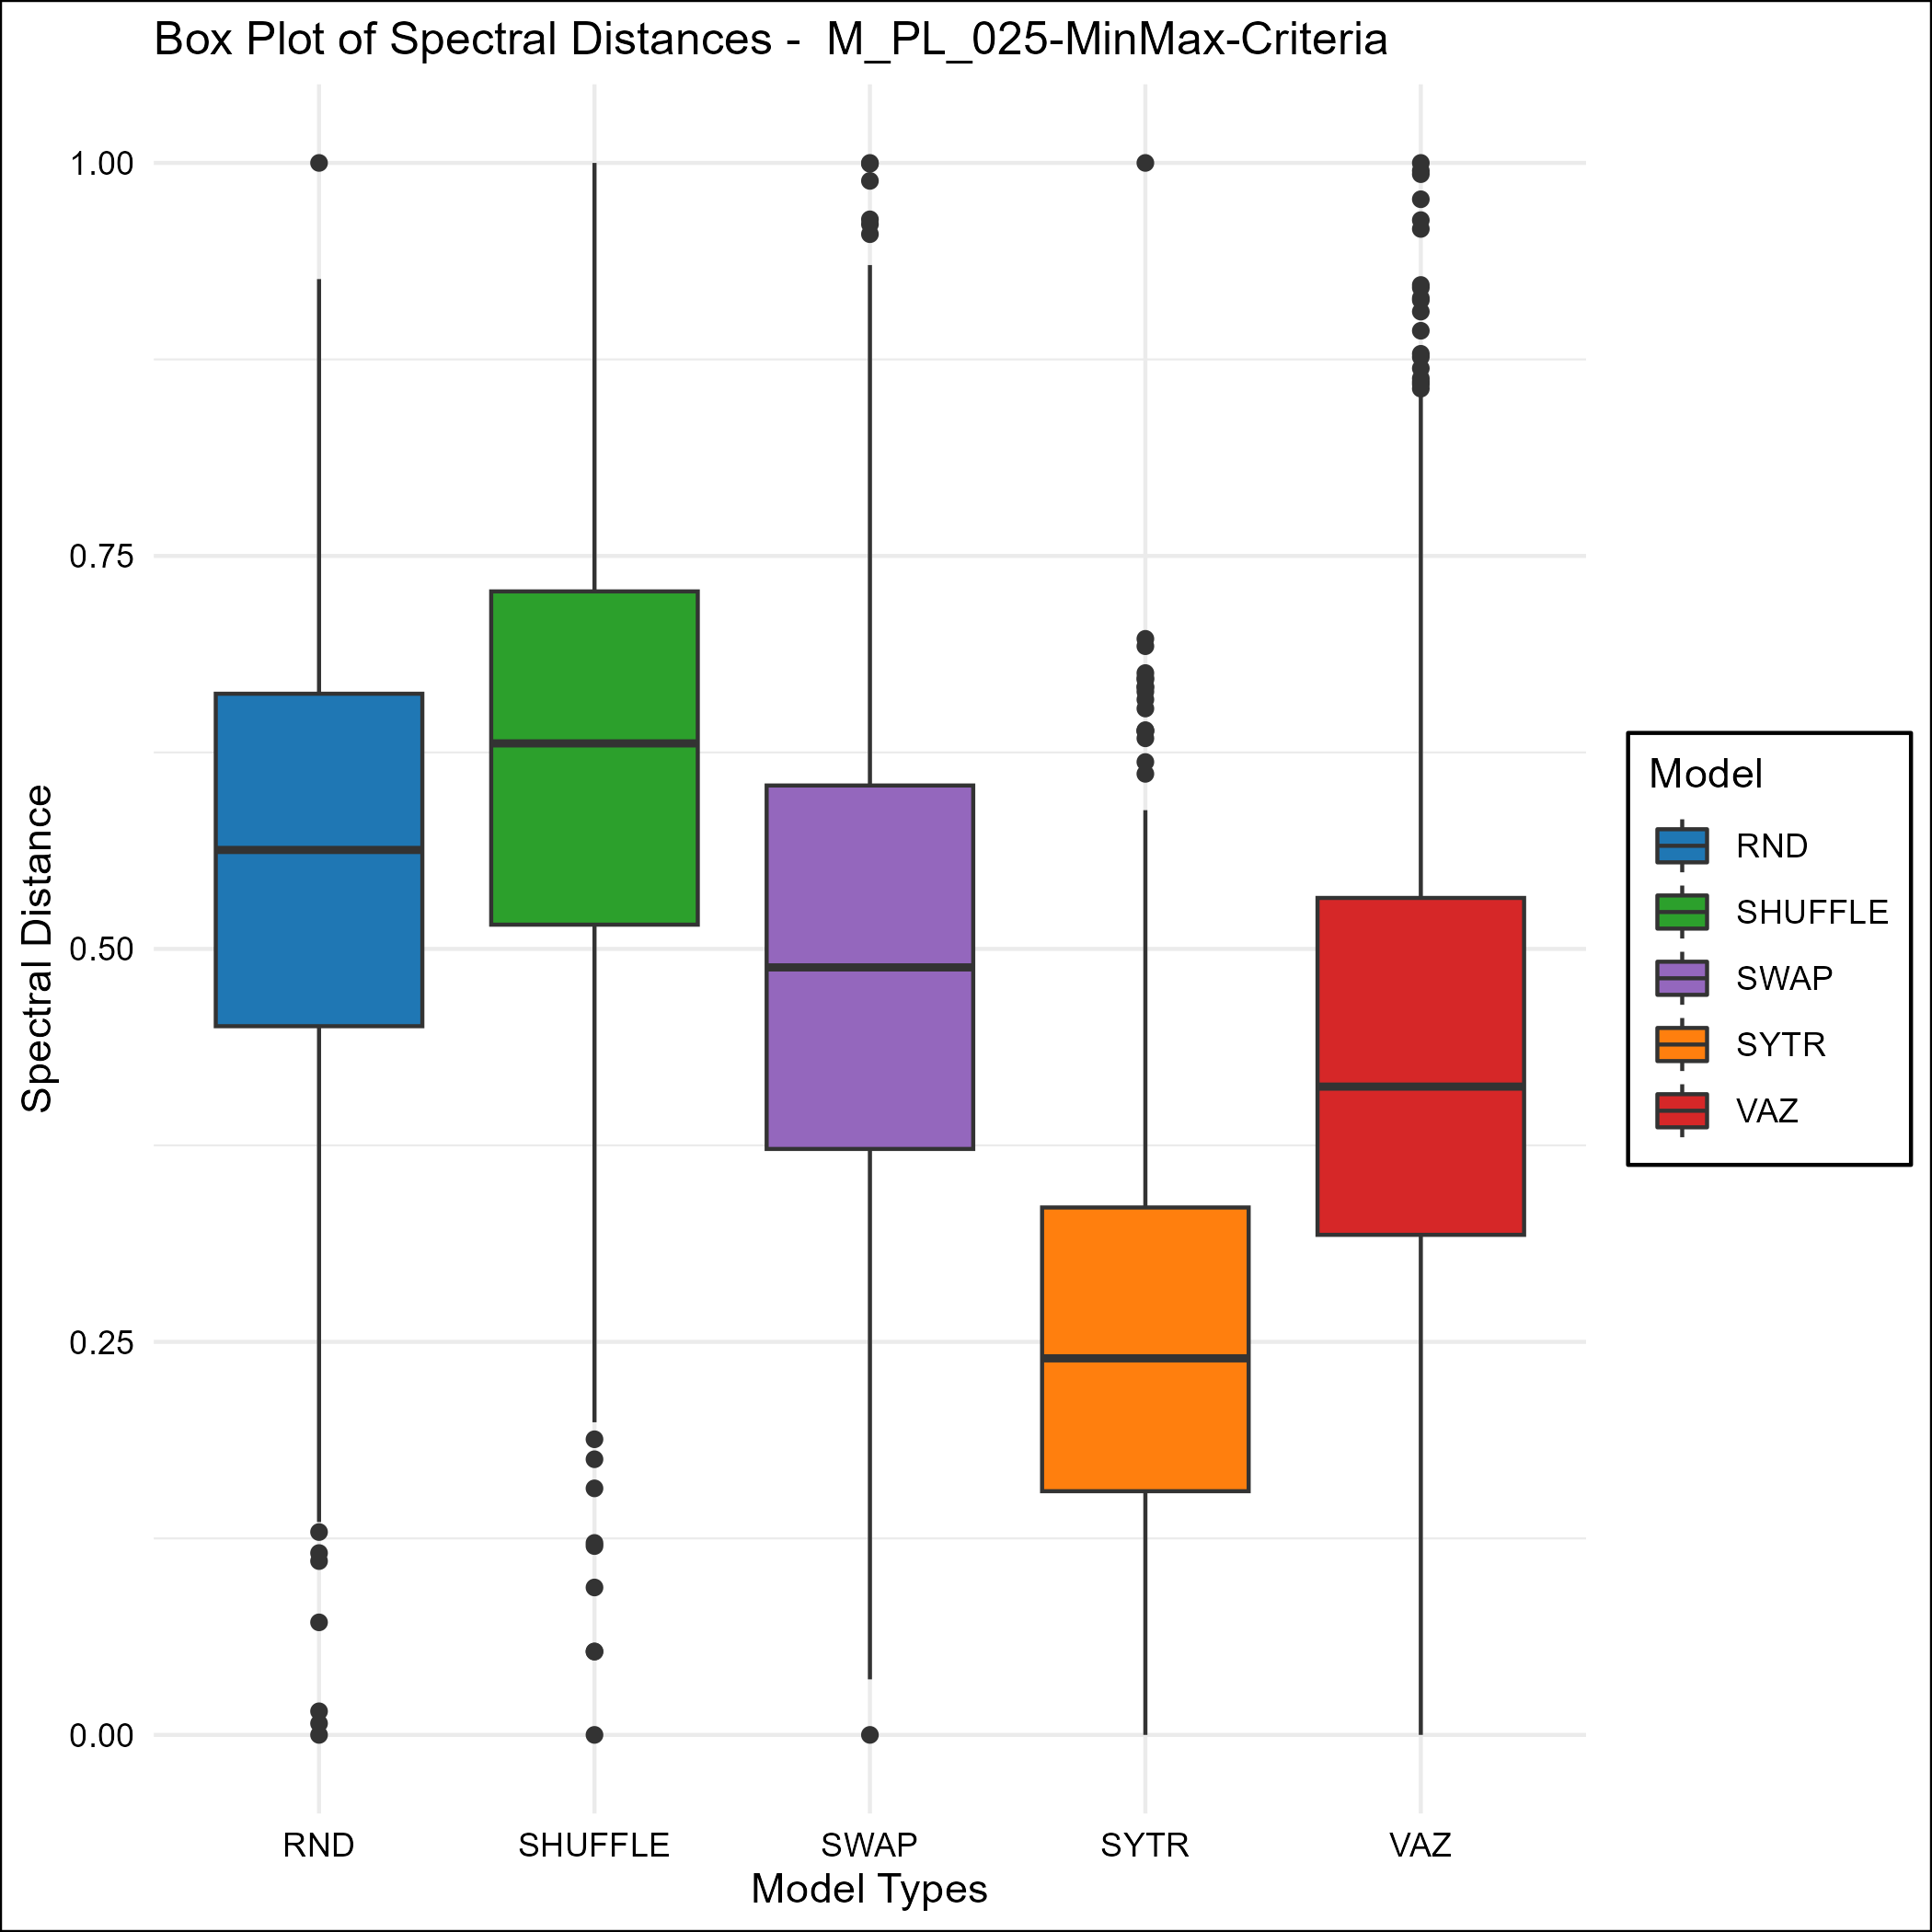 Box Plot of Spectral Distances -  M_PL_025-MinMax-Criteria
1.00
0.75
0.50
0.25
0.00
Spectral Distance
RND
SHUFFLE
SWAP
SYTR
VAZ
Model Types
Model
RND
SHUFFLE
SWAP
SYTR
VAZ